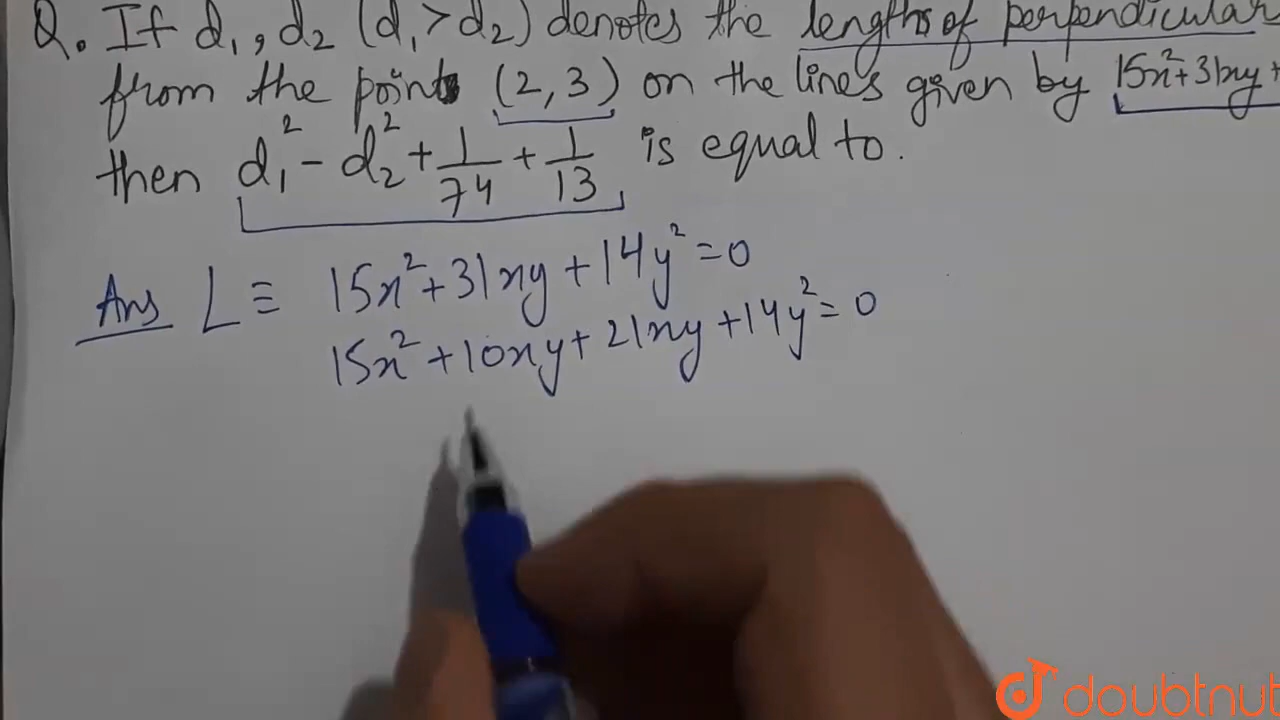 Q. If d₁, d₂ (d₁>d₂) denotes the lengths of perpendicular
from the point (2,3) on the lines given by 15x²+31xy+
then d₁² - d₂² + 1/74 + 1/13 is equal to.
Ans L ≡ 15x²+31xy+14y²=0
15x²+10xy+21xy+14y²=0
doubtnut